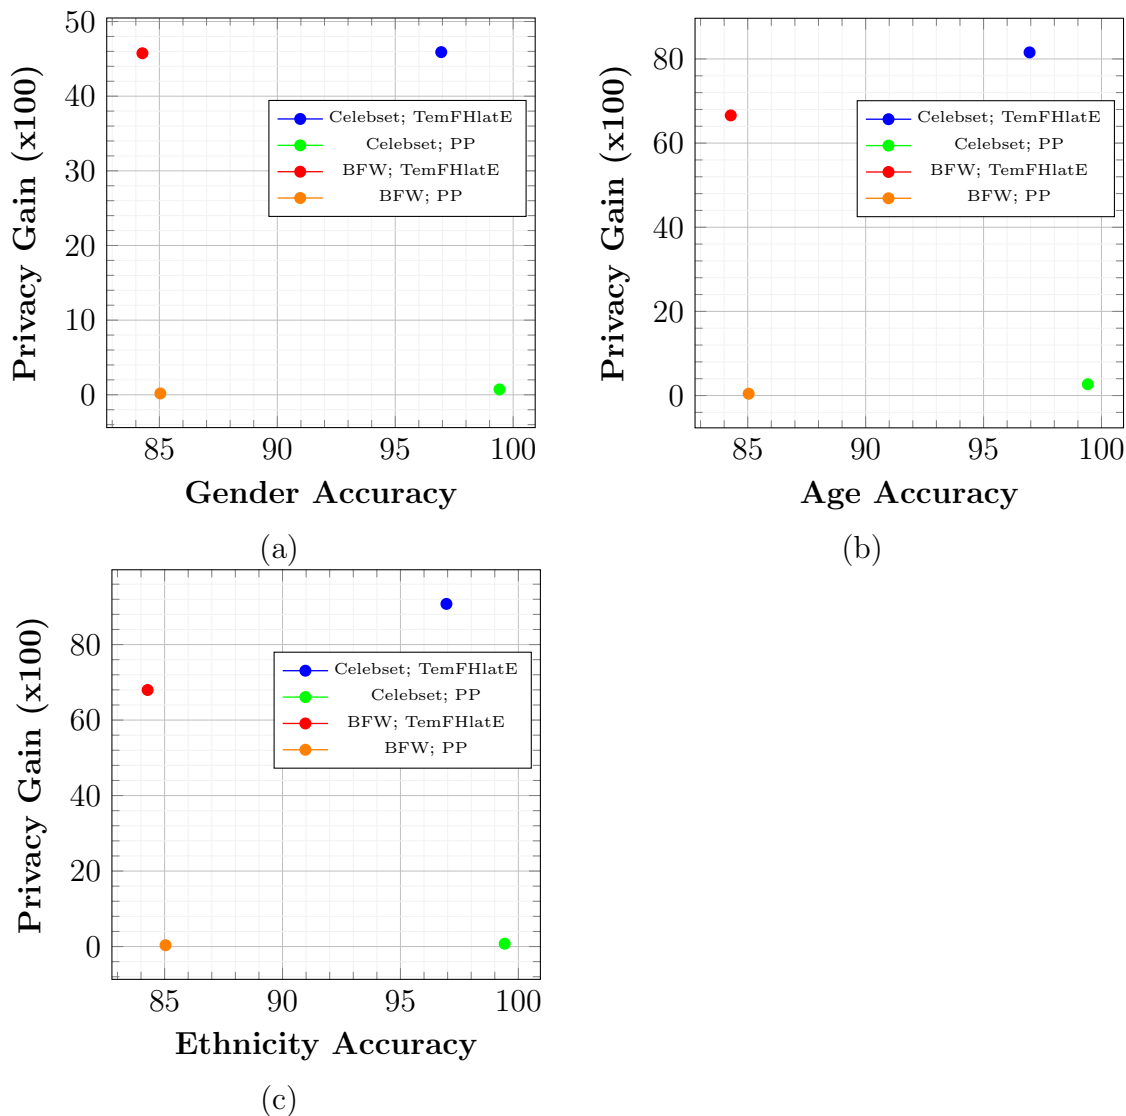 50
40
30
20
10
0
Privacy Gain (x100)
Celebset; TemFHlatE
Celebset; PP
BFW; TemFHlatE
BFW; PP
85 90 95 100
Gender Accuracy
(a)
80
60
40
20
0
Privacy Gain (x100)
Celebset; TemFHlatE
Celebset; PP
BFW; TemFHlatE
BFW; PP
85 90 95 100
Age Accuracy
(b)
80
60
40
20
0
Privacy Gain (x100)
Celebset; TemFHlatE
Celebset; PP
BFW; TemFHlatE
BFW; PP
85 90 95 100
Ethnicity Accuracy
(c)